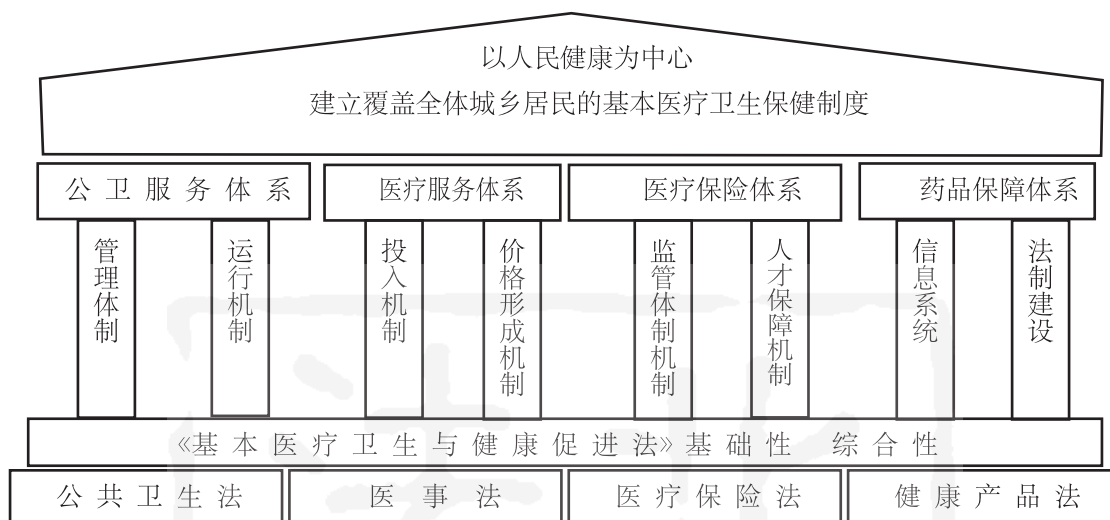 以人民健康为中心
建立覆盖全体城乡居民的基本医疗卫生保健制度
公卫服务体系
医疗服务体系
医疗保险体系
药品保障体系
管理体制
运行机制
投入机制
价格形成机制
监管体制机制
人才保障机制
信息系统
法制建设
《基本医疗卫生与健康促进法》基础性 综合性
公共卫生法
医事法
医疗保险法
健康产品法